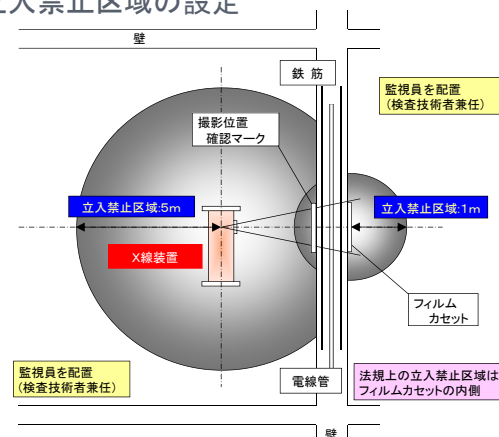 立入禁止区域の設定
壁
鉄 筋
監視員を配置
(検査技術者兼任)
撮影位置
確認マーク
立入禁止区域:5m
立入禁止区域:1m
X線装置
フィルム
カセット
監視員を配置
(検査技術者兼任)
電線管
法規上の立入禁止区域は
フィルムカセットの内側
壁